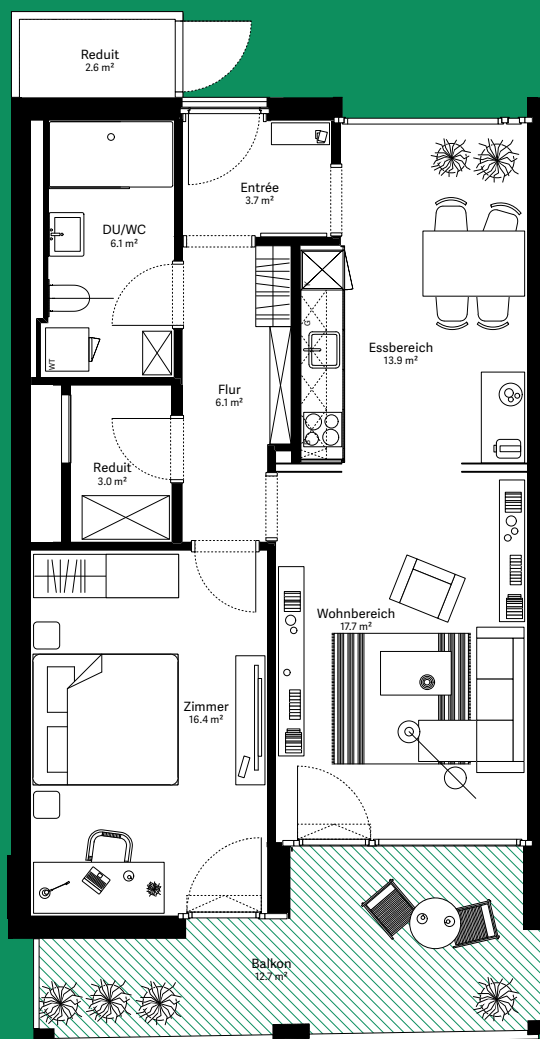 Reduit
2.6 m²
Entrée
3.7 m²
DU/WC
6.1 m²
WT
G
Essbereich
13.9 m²
Flur
6.1 m²
Reduit
3.0 m²
Wohnbereich
17.7 m²
Zimmer
16.4 m²
Balkon
12.7 m²